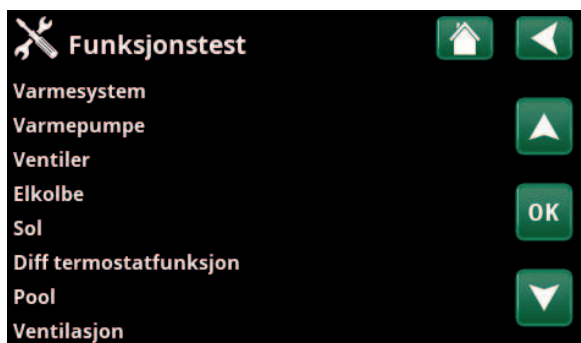 Funksjonstest
Varmesystem
Varmepumpe
Ventiler
Elkolbe
Sol
Diff termostatfunksjon
Pool
Ventilasjon
OK